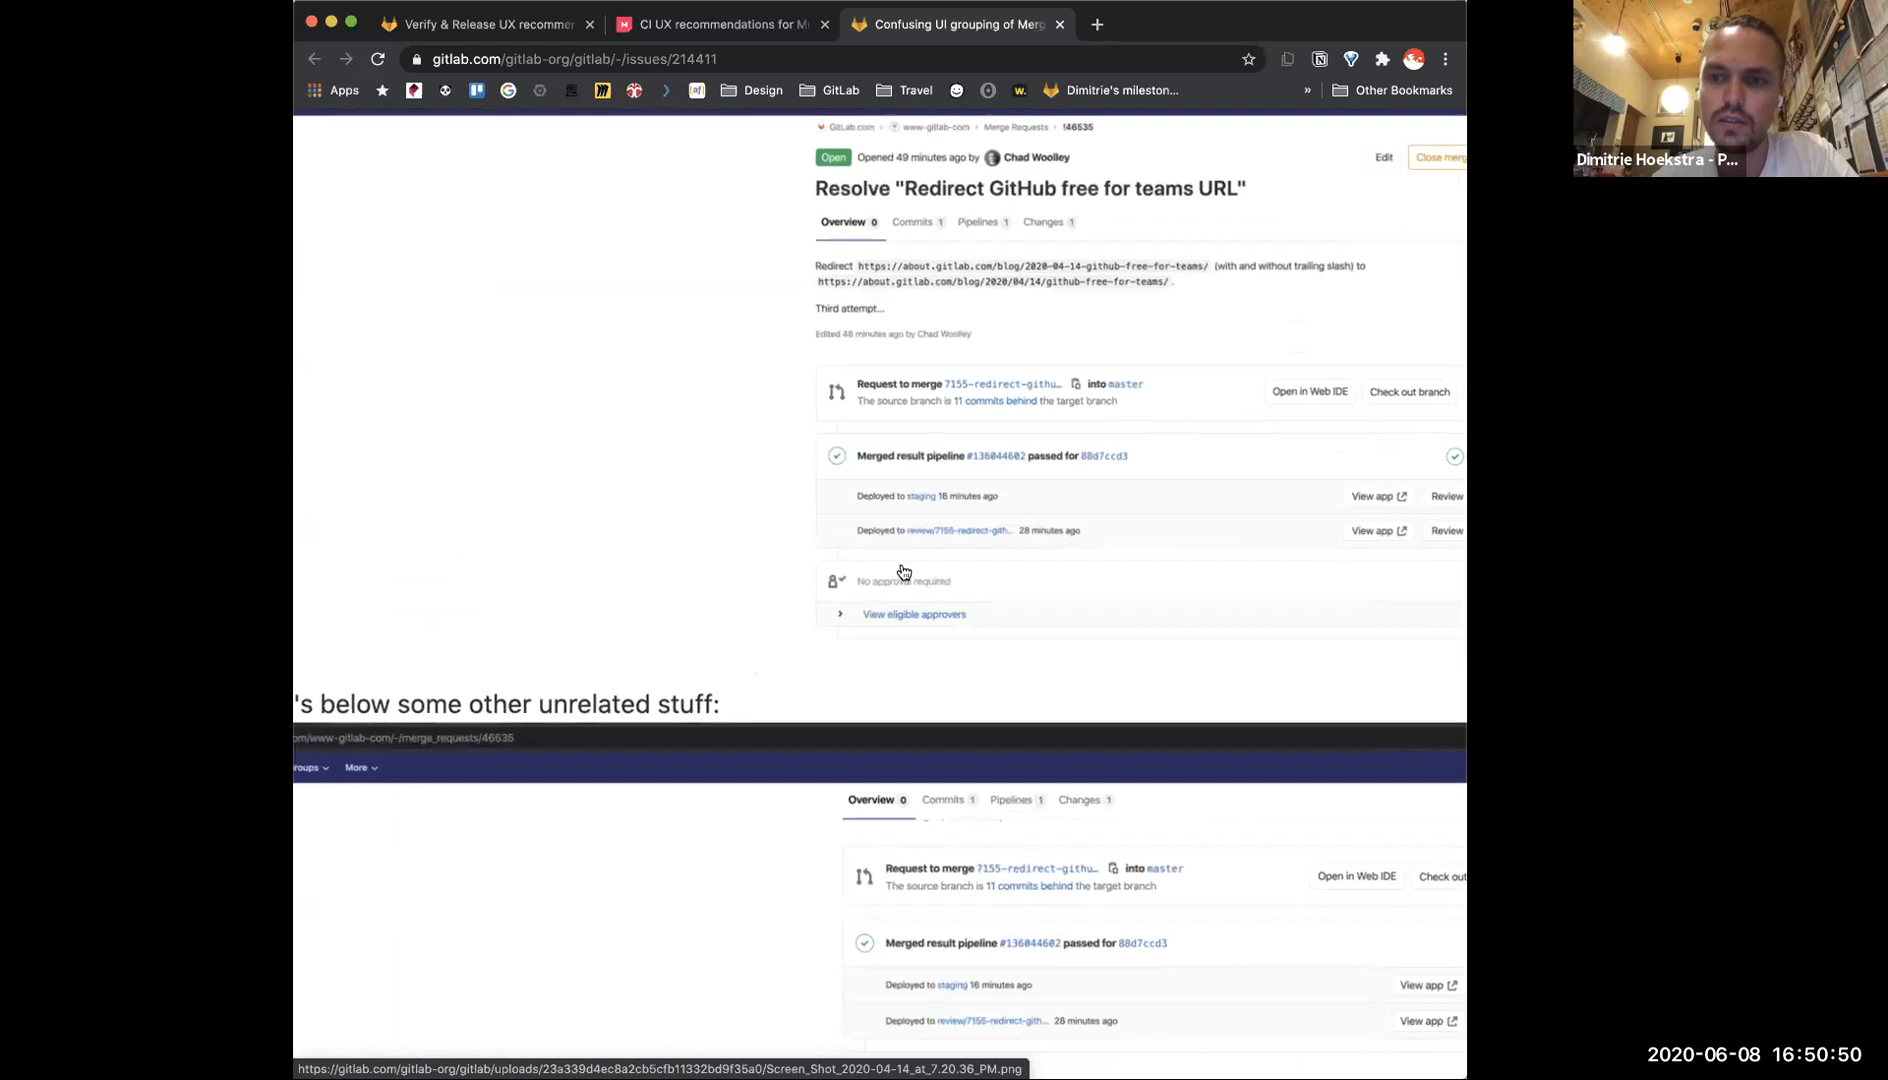 Verify & Release UX recommer
CI UX recommendations for M
Confusing UI grouping of Merg
gitlab.com/gitlab-org/gitlab/-/issues/214411
Apps
Design
GitLab
Travel
Dimitrie's mileston...
»
Other Bookmarks
GitLab.com › www-gitlab-com › Merge Requests › !46535
Open Opened 49 minutes ago by Chad Woolley
Edit
Close merg
Resolve "Redirect GitHub free for teams URL"
Overview 0 Commits 1 Pipelines 1 Changes 1
Redirect https://about.gitlab.com/blog/2020-04-14-github-free-for-teams/ (with and without trailing slash) to
https://about.gitlab.com/blog/2020/04/14/github-free-for-teams/ .
Third attempt...
Edited 46 minutes ago by Chad Woolley
Request to merge 7155-redirect-githu… into master
Open in Web IDE
Check out branch
The source branch is 11 commits behind the target branch
Merged result pipeline #136044602 passed for 88d7ccd3
Deployed to staging 16 minutes ago
View app
Review
Deployed to review/7155-redirect-gith... 28 minutes ago
View app
Review
No approval required
View eligible approvers
's below some other unrelated stuff:
om/www-gitlab-com/-/merge_requests/46535
roups
More
Overview 0 Commits 1 Pipelines 1 Changes 1
Request to merge 7155-redirect-githu… into master
Open in Web IDE
Check out
The source branch is 11 commits behind the target branch
Merged result pipeline #136044602 passed for 88d7ccd3
Deployed to staging 16 minutes ago
View app
Deployed to review/7155-redirect-gith... 28 minutes ago
View app
https://gitlab.com/gitlab-org/gitlab/uploads/23a339d4ec8a2cb5cfb11332bd9f35a0/Screen_Shot_2020-04-14_at_7.20.36_PM.png
Dimitrie Hoekstra - P...
2020-06-08 16:50:50